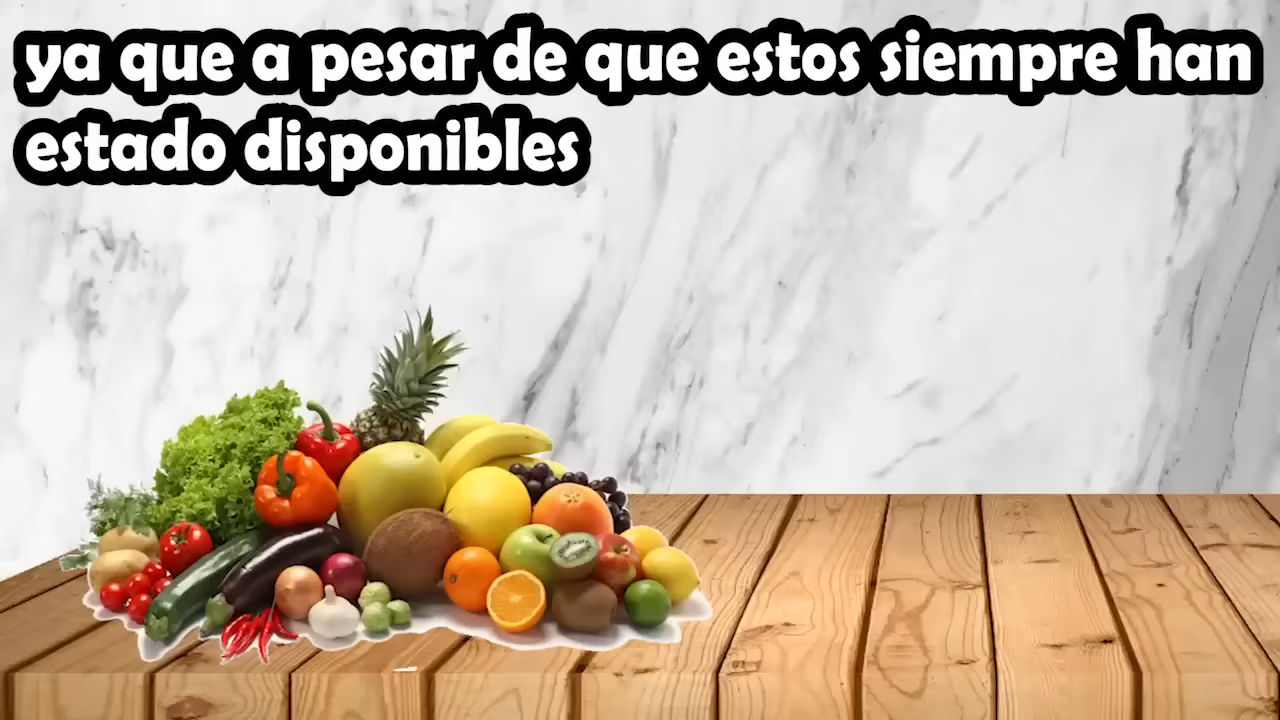 ya que a pesar de que estos siempre han
estado disponibles